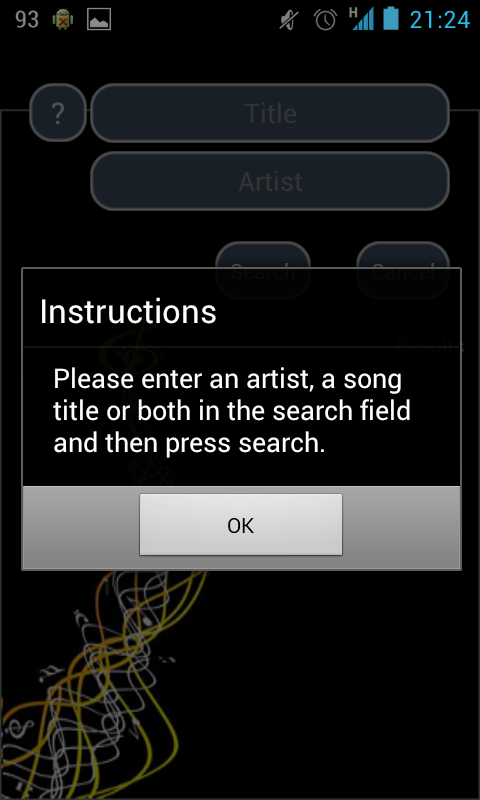 93 H 21:24
? Title
Artist
Search Cancel
Instructions
Results
Please enter an artist, a song
title or both in the search field
and then press search.
OK